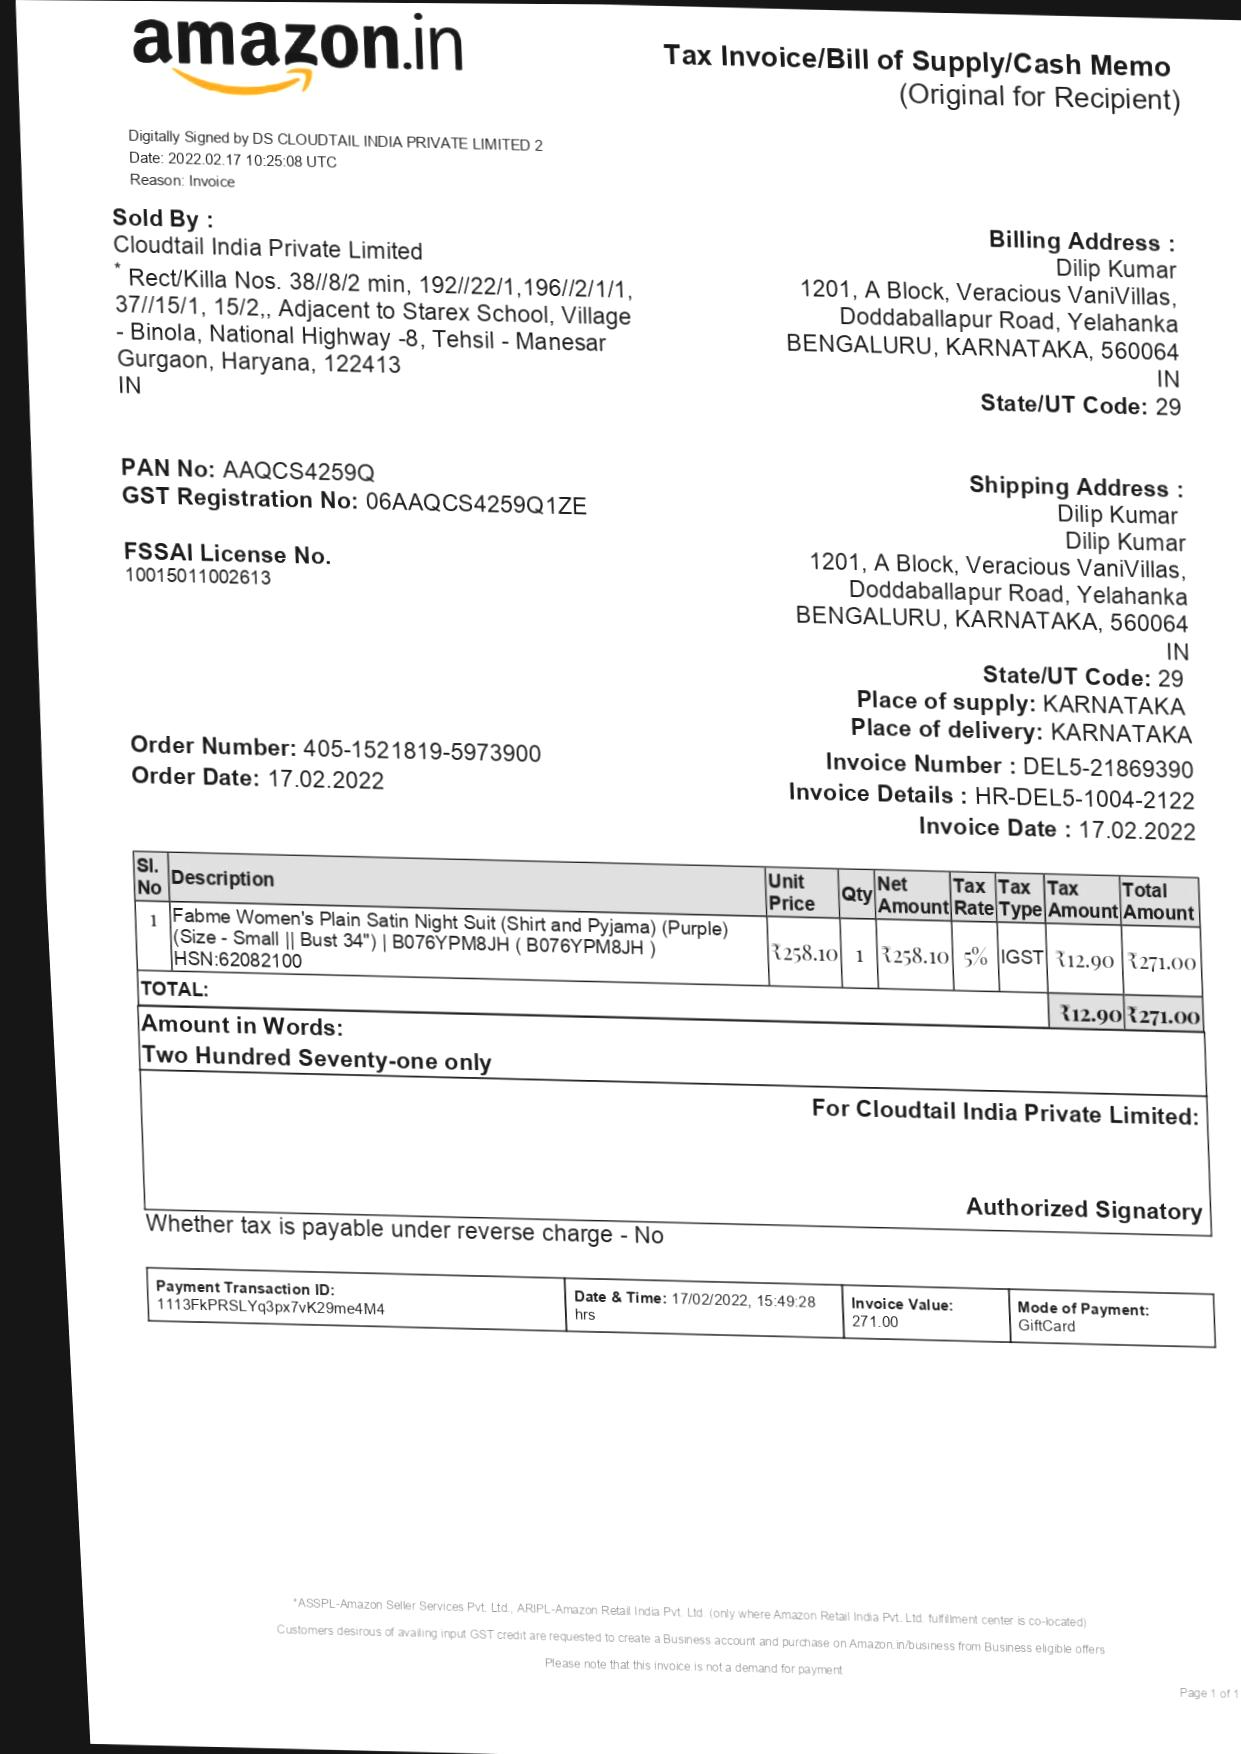 amazon.in
Tax Invoice/Bill of Supply/Cash Memo
(Original for Recipient)
Digitally Signed by DS CLOUDTAIL INDIA PRIVATE LIMITED 2
Date: 2022.02.17 10:25:08 UTC
Reason: Invoice
Sold By :
Cloudtail India Private Limited
* Rect/Killa Nos. 38//8/2 min, 192//22/1,196//2/1/1,
37//15/1, 15/2,, Adjacent to Starex School, Village
- Binola, National Highway -8, Tehsil - Manesar
Gurgaon, Haryana, 122413
IN
Billing Address :
Dilip Kumar
1201, A Block, Veracious VaniVillas,
Doddaballapur Road, Yelahanka
BENGALURU, KARNATAKA, 560064
IN
State/UT Code: 29
PAN No: AAQCS4259Q
GST Registration No: 06AAQCS4259Q1ZE
FSSAI License No.
10015011002613
Shipping Address :
Dilip Kumar
Dilip Kumar
1201, A Block, Veracious VaniVillas,
Doddaballapur Road, Yelahanka
BENGALURU, KARNATAKA, 560064
IN
State/UT Code: 29
Place of supply: KARNATAKA
Place of delivery: KARNATAKA
Order Number: 405-1521819-5973900
Order Date: 17.02.2022
Invoice Number : DEL5-21869390
Invoice Details : HR-DEL5-1004-2122
Invoice Date : 17.02.2022
Sl. No Description Unit Price Qty Net Amount Tax Rate Tax Type Tax Amount Total Amount
1 Fabme Women's Plain Satin Night Suit (Shirt and Pyjama) (Purple)
(Size - Small || Bust 34") | B076YPM8JH ( B076YPM8JH )
HSN:62082100
₹258.10 1 ₹258.10 5% IGST ₹12.90 ₹271.00
TOTAL: ₹12.90 ₹271.00
Amount in Words:
Two Hundred Seventy-one only
For Cloudtail India Private Limited:
Authorized Signatory
Whether tax is payable under reverse charge - No
Payment Transaction ID:
1113FkPRSLYq3px7vK29me4M4
Date & Time: 17/02/2022, 15:49:28
hrs
Invoice Value:
271.00
Mode of Payment:
GiftCard
*ASSPL-Amazon Seller Services Pvt. Ltd., ARIPL-Amazon Retail India Pvt. Ltd. (only where Amazon Retail India Pvt. Ltd. fulfillment center is co-located)
Customers desirous of availing input GST credit are requested to create a Business account and purchase on Amazon.in/business from Business eligible offers
Please note that this invoice is not a demand for payment
Page 1 of 1